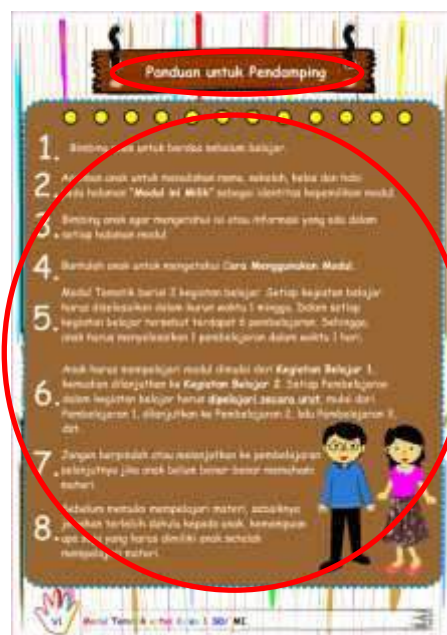 Panduan untuk Pendamping
1. Bimbing anak untuk berdoa sebelum belajar.
2. Arahkan anak untuk menuliskan nama, sekolah, kelas dan hobi
pada halaman "Modul ini Milik" sebagai identitas kepemilikan modul.
3. Bimbing anak agar mengetahui isi atau informasi yang ada dalam
setiap halaman modul.
4. Bantulah anak untuk mengetahui Cara Menggunakan Modul.
Modul Tematik berisi 2 kegiatan belajar. Setiap kegiatan belajar
harus diselesaikan dalam kurun waktu 1 minggu. Dalam setiap
5. kegiatan belajar tersebut terdapat 6 pembelajaran. Sehingga,
anak harus menyelesaikan 1 pembelajaran dalam waktu 1 hari.
Anak harus mempelajari modul dimulai dari Kegiatan Belajar 1,
kemudian dilanjutkan ke Kegiatan Belajar 2. Setiap Pembelajaran
6. dalam kegiatan belajar harus dipelajari secara urut, mulai dari
Pembelajaran 1, dilanjutkan ke Pembelajaran 2, lalu Pembelajaran 3,
dst.
Jangan berpindah atau melanjutkan ke pembelajaran
7. selanjutnya jika anak belum benar-benar memahami
materi.
Sebelum memulai mempelajari materi, sebaiknya
8. jelaskan terlebih dahulu kepada anak, kemampuan
apa saja yang harus dimiliki anak setelah
mempelajari materi.
vi Modul Tematik untuk Kelas 1 SD/ MI